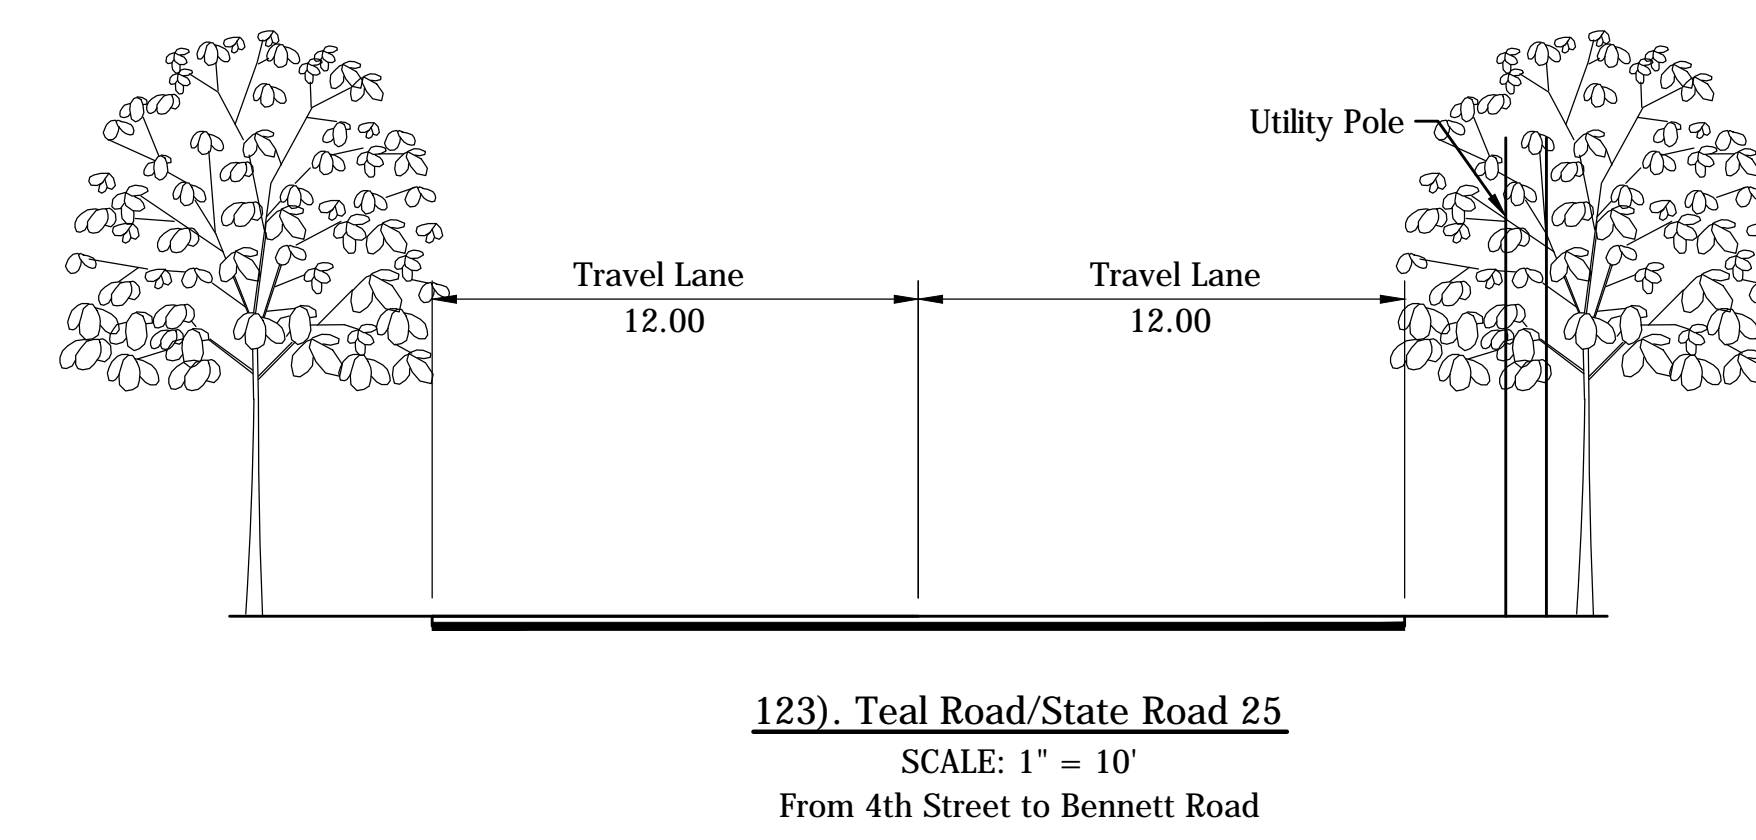 Utility Pole
Travel Lane
12.00
Travel Lane
12.00
123). Teal Road/State Road 25
SCALE: 1" = 10'
From 4th Street to Bennett Road